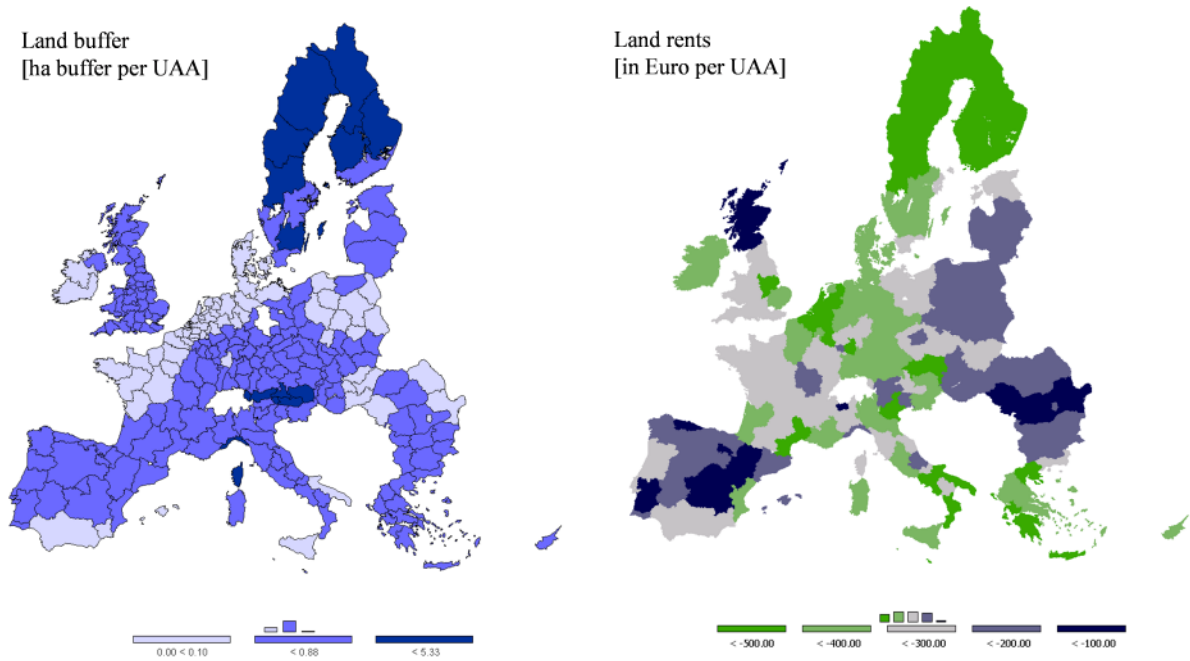 Land buffer
[ha buffer per UAA]
Land rents
[in Euro per UAA]
0.00 < 0.10
< 0.88
< 5.33
< -500.00
< -400.00
< -300.00
< -200.00
< -100.00